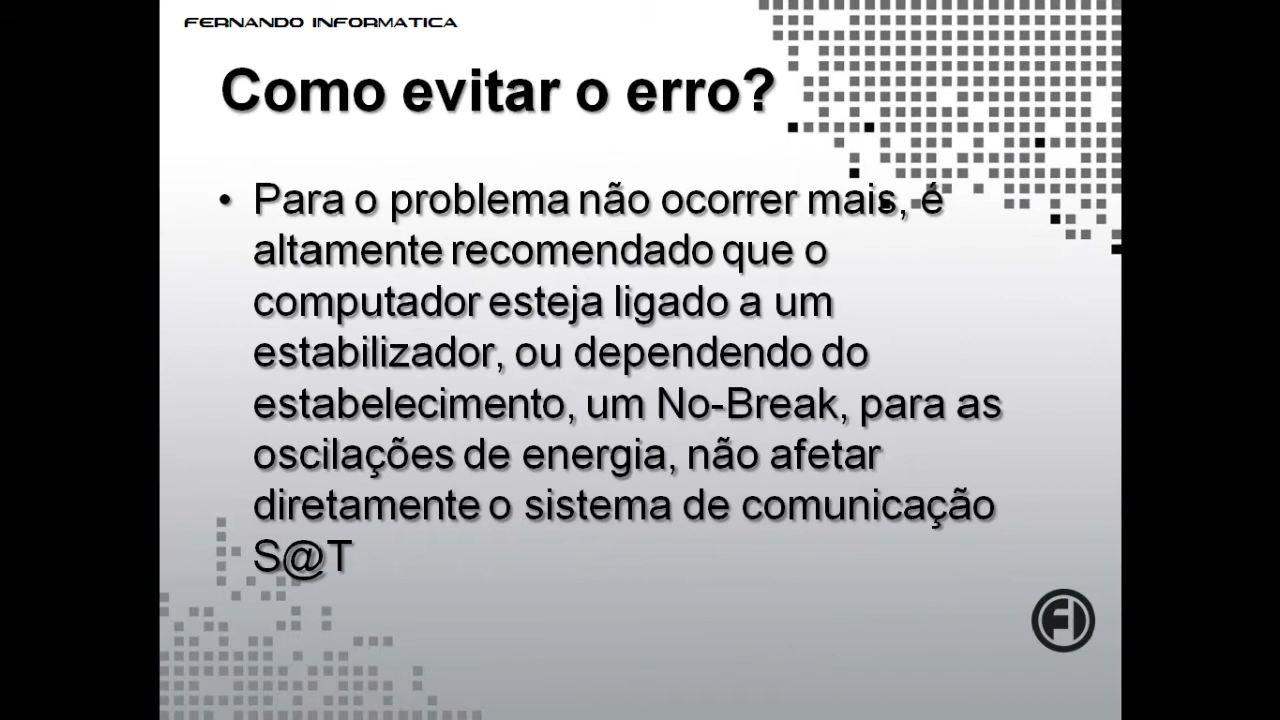 FERNANDO INFORMATICA
Como evitar o erro?
• Para o problema não ocorrer mais, é
altamente recomendado que o
computador esteja ligado a um
estabilizador, ou dependendo do
estabelecimento, um No-Break, para as
oscilações de energia, não afetar
diretamente o sistema de comunicação
S@T
FI